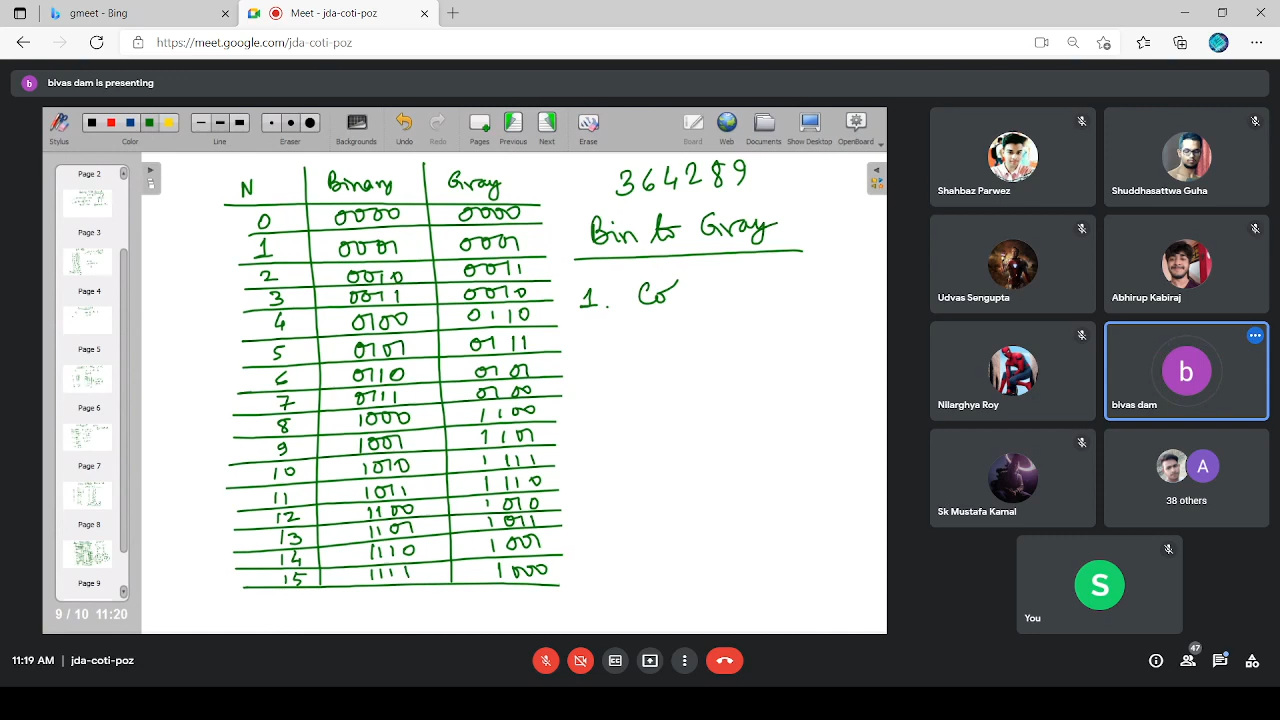 gmeet - Bing
Meet - jda-coti-poz
https://meet.google.com/jda-coti-poz
b
bivas dam is presenting
Stylus
Color
Line
Eraser
Backgrounds
Undo
Redo
Pages
Previous
Next
Erase
Board
Web
Documents
Show Desktop
OpenBoard
Page 2
Page 3
Page 4
Page 5
Page 6
Page 7
Page 8
Page 9
9 / 10 11:20
N Binary Gray
0 0000 0000
1 0001 0001
2 0010 0011
3 0011 0010
4 0100 0110
5 0101 0111
6 0110 0101
7 0111 0100
8 1000 1100
9 1001 1101
10 1010 1111
11 1011 1110
12 1100 1010
13 1101 1011
14 1110 1001
15 1111 1000
364289
Bin to Gray
1. Co
Shahbaz Parwez
Shuddhasattwa Guha
Udvas Sengupta
Abhirup Kabiraj
Nilarghya Roy
b
bivas dam
Sk Mustafa Kamal
A
38 others
S
You
11:19 AM | jda-coti-poz
47